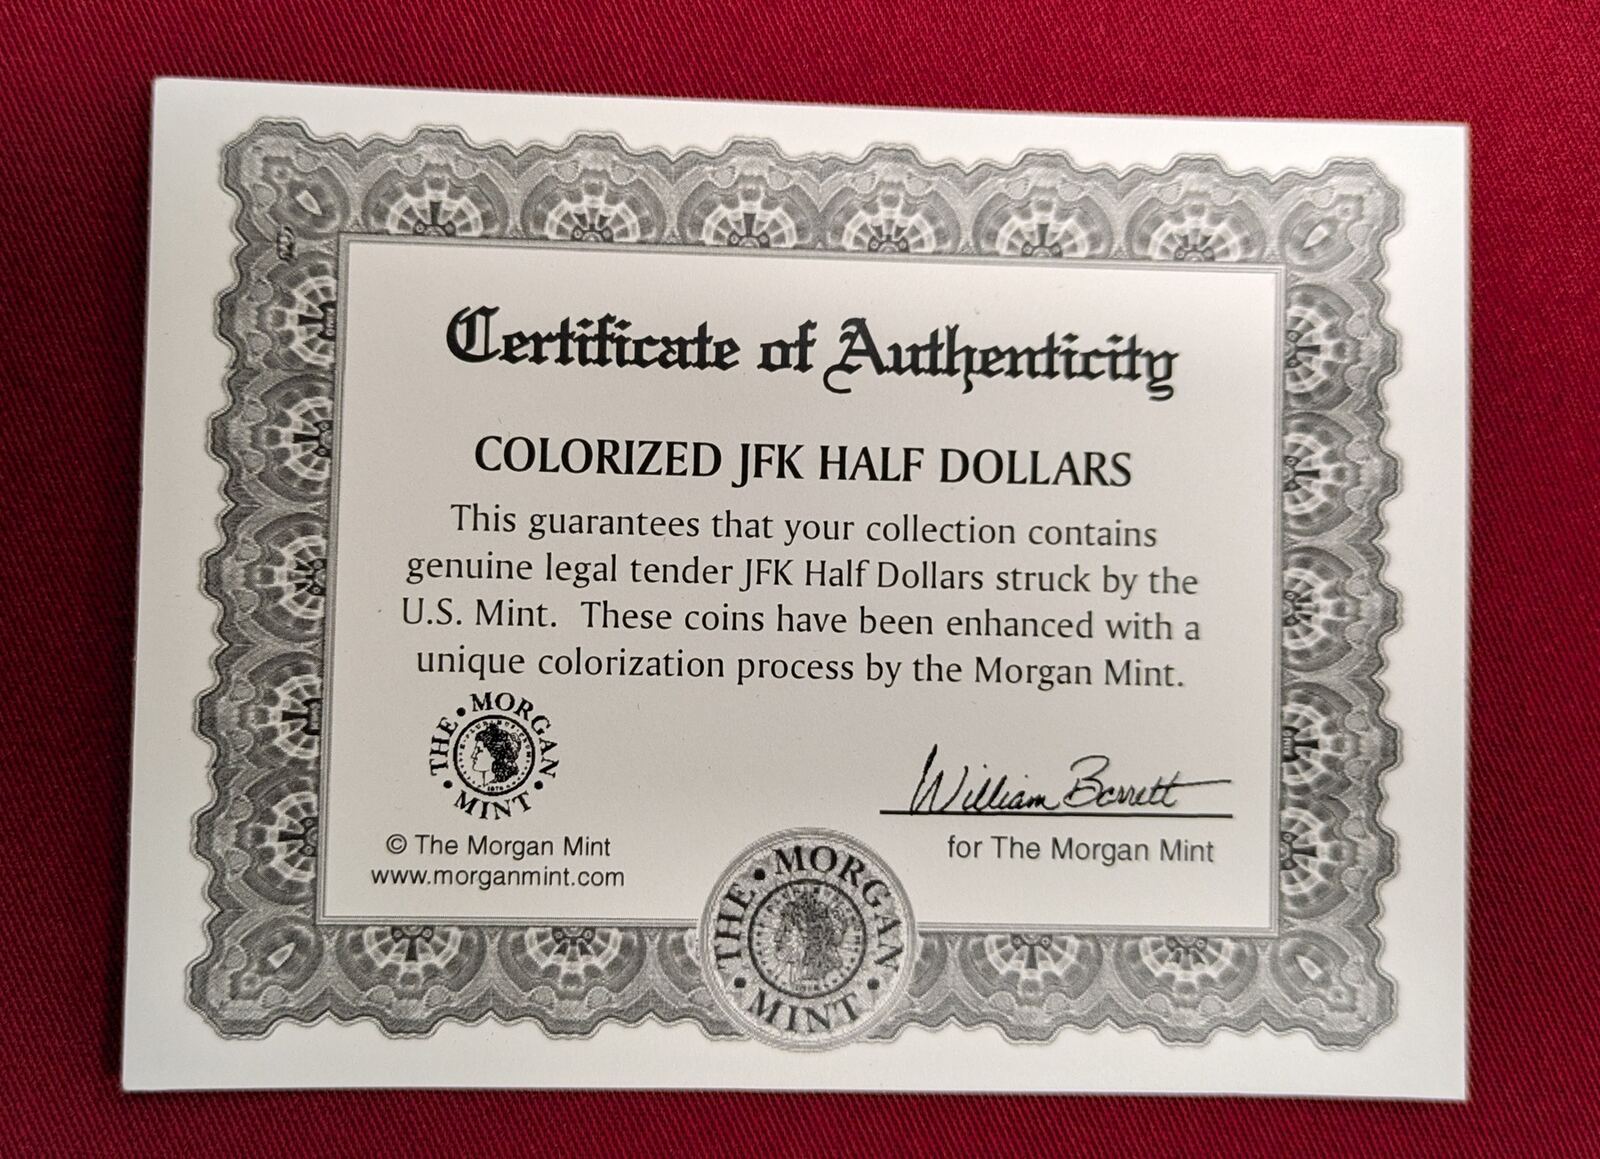 Certificate of Authenticity
COLORIZED JFK HALF DOLLARS
This guarantees that your collection contains
genuine legal tender JFK Half Dollars struck by the
U.S. Mint. These coins have been enhanced with a
unique colorization process by the Morgan Mint.
THE • MORGAN • MINT •
William Barrett
© The Morgan Mint
www.morganmint.com
for The Morgan Mint
THE • MORGAN • MINT •